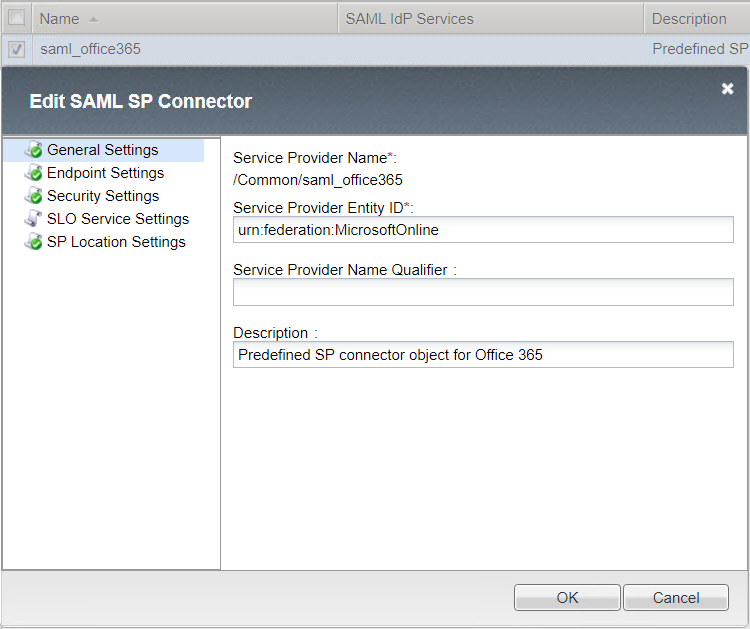 Name SAML IdP Services Description
saml_office365 Predefined SP
Edit SAML SP Connector
General Settings
Endpoint Settings
Security Settings
SLO Service Settings
SP Location Settings
Service Provider Name*:
/Common/saml_office365
Service Provider Entity ID*:
urn:federation:MicrosoftOnline
Service Provider Name Qualifier :
Description :
Predefined SP connector object for Office 365
OK Cancel